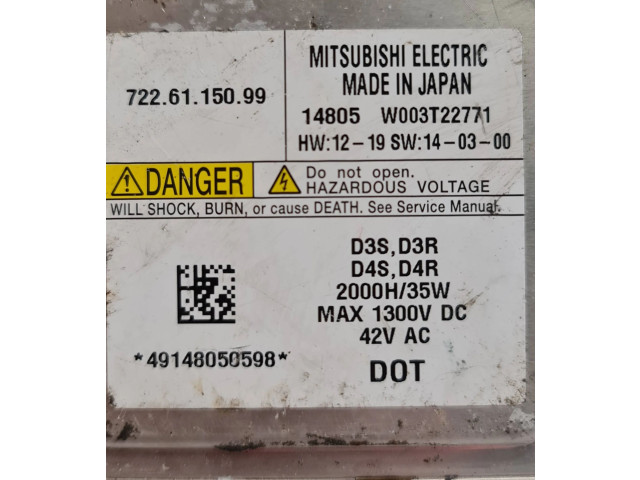 722.61.150.99
MITSUBISHI ELECTRIC
MADE IN JAPAN
14805 W003T22771
HW:12-19 SW:14-03-00
DANGER
Do not open.
HAZARDOUS VOLTAGE
WILL SHOCK, BURN, or cause DEATH. See Service Manual.
D3S,D3R
D4S,D4R
2000H/35W
MAX 1300V DC
42V AC
*49148050598*
DOT